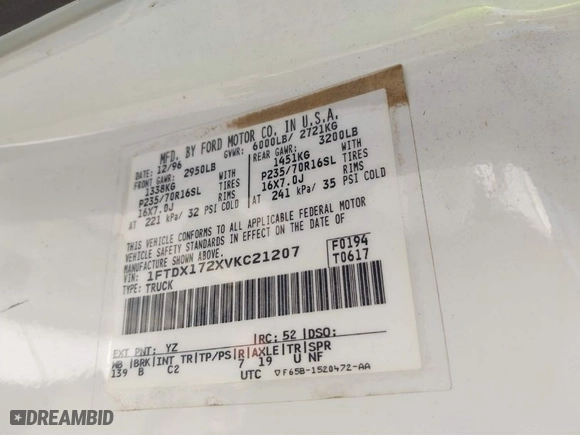 MFD. BY FORD MOTOR CO. IN U.S.A.
DATE: 12/96 GVWR: 6000LB/ 2721KG
FRONT GAWR: 2950LB REAR GAWR: 3200LB
1338KG WITH 1451KG WITH
P235/70R16SL TIRES P235/70R16SL TIRES
16X7.0J RIMS 16X7.0J RIMS
AT 221 kPa/ 32 PSI COLD AT 241 kPa/ 35 PSI COLD
THIS VEHICLE CONFORMS TO ALL APPLICABLE FEDERAL MOTOR
VEHICLE SAFETY STANDARDS IN EFFECT ON THE DATE OF
MANUFACTURE SHOWN ABOVE.
VIN: 1FTDX172XVKC21207 F0194
TYPE: TRUCK T0617
EXT PNT: YZ RC: 52 DSO:
WB BRK INT TR TP/PS R AXLE TR SPR
139 B C2 7 19 U NF
UTC ▽F65B-1520472-AA
DREAMBID